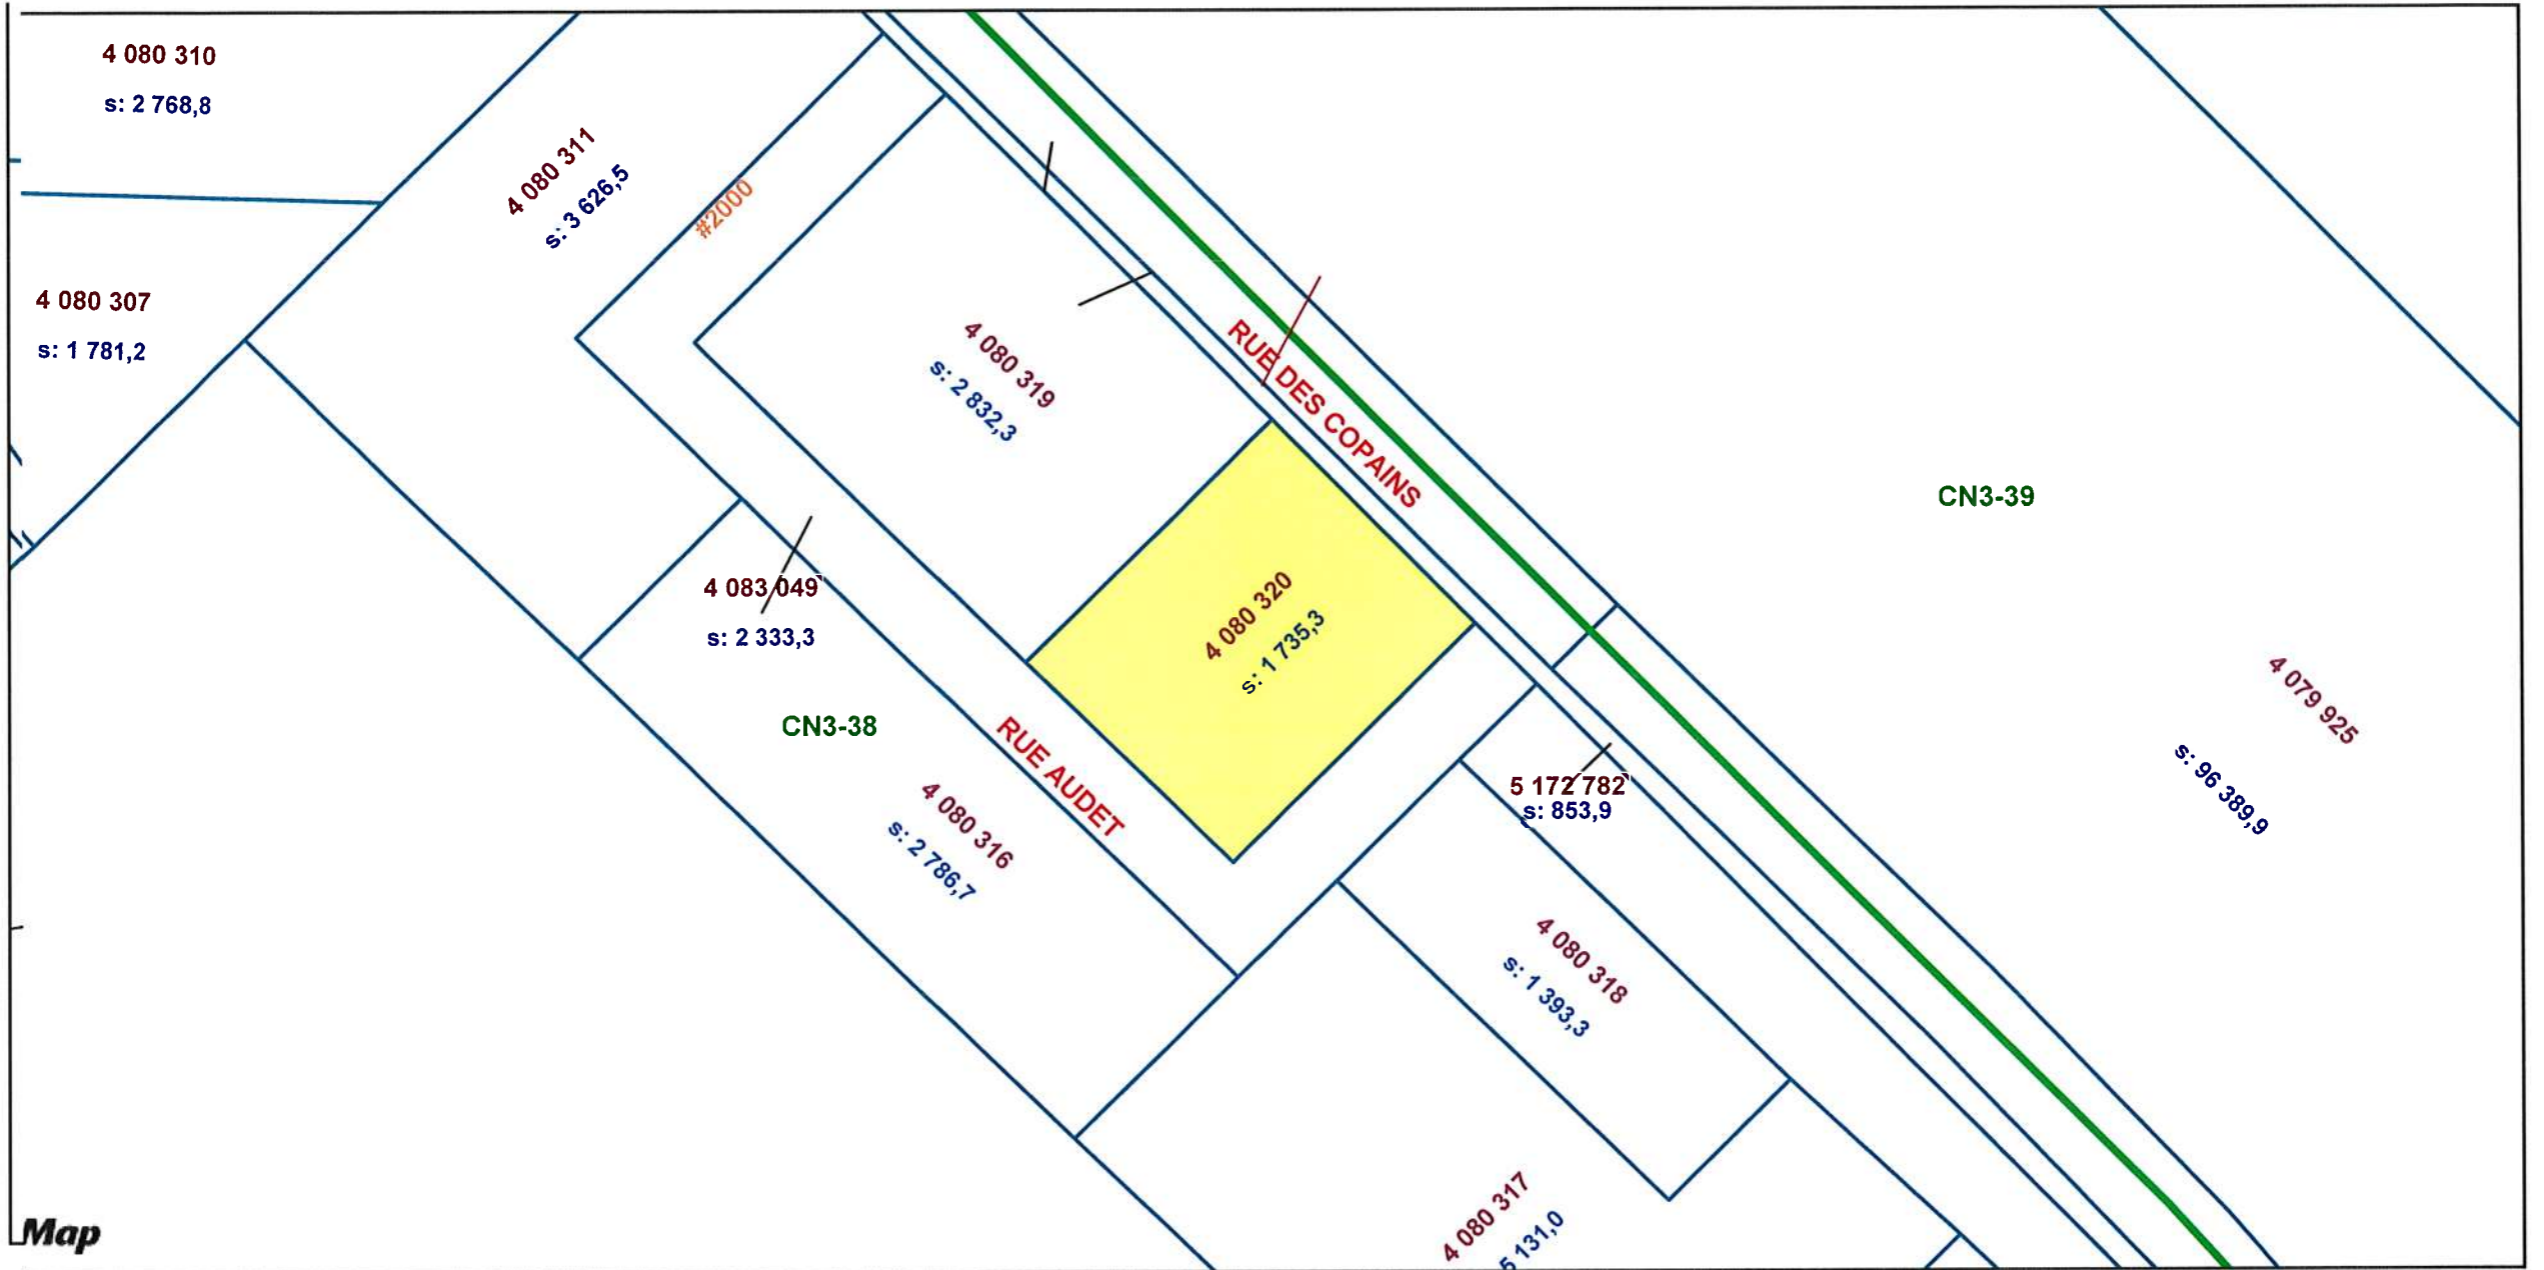 4 080 310
s: 2 768,8
4 080 311
s: 3 626,5
#2000
4 080 307
s: 1 781,2
4 080 319
s: 2 832,3
RUE DES COPAINS
CN3-39
4 083 049
s: 2 333,3
4 080 320
s: 1 735,3
CN3-38
RUE AUDET
4 079 925
s: 96 389,9
4 080 316
s: 2 786,7
5 172 782
s: 853,9
4 080 318
s: 1 393,3
4 080 317
5 131,0
Map